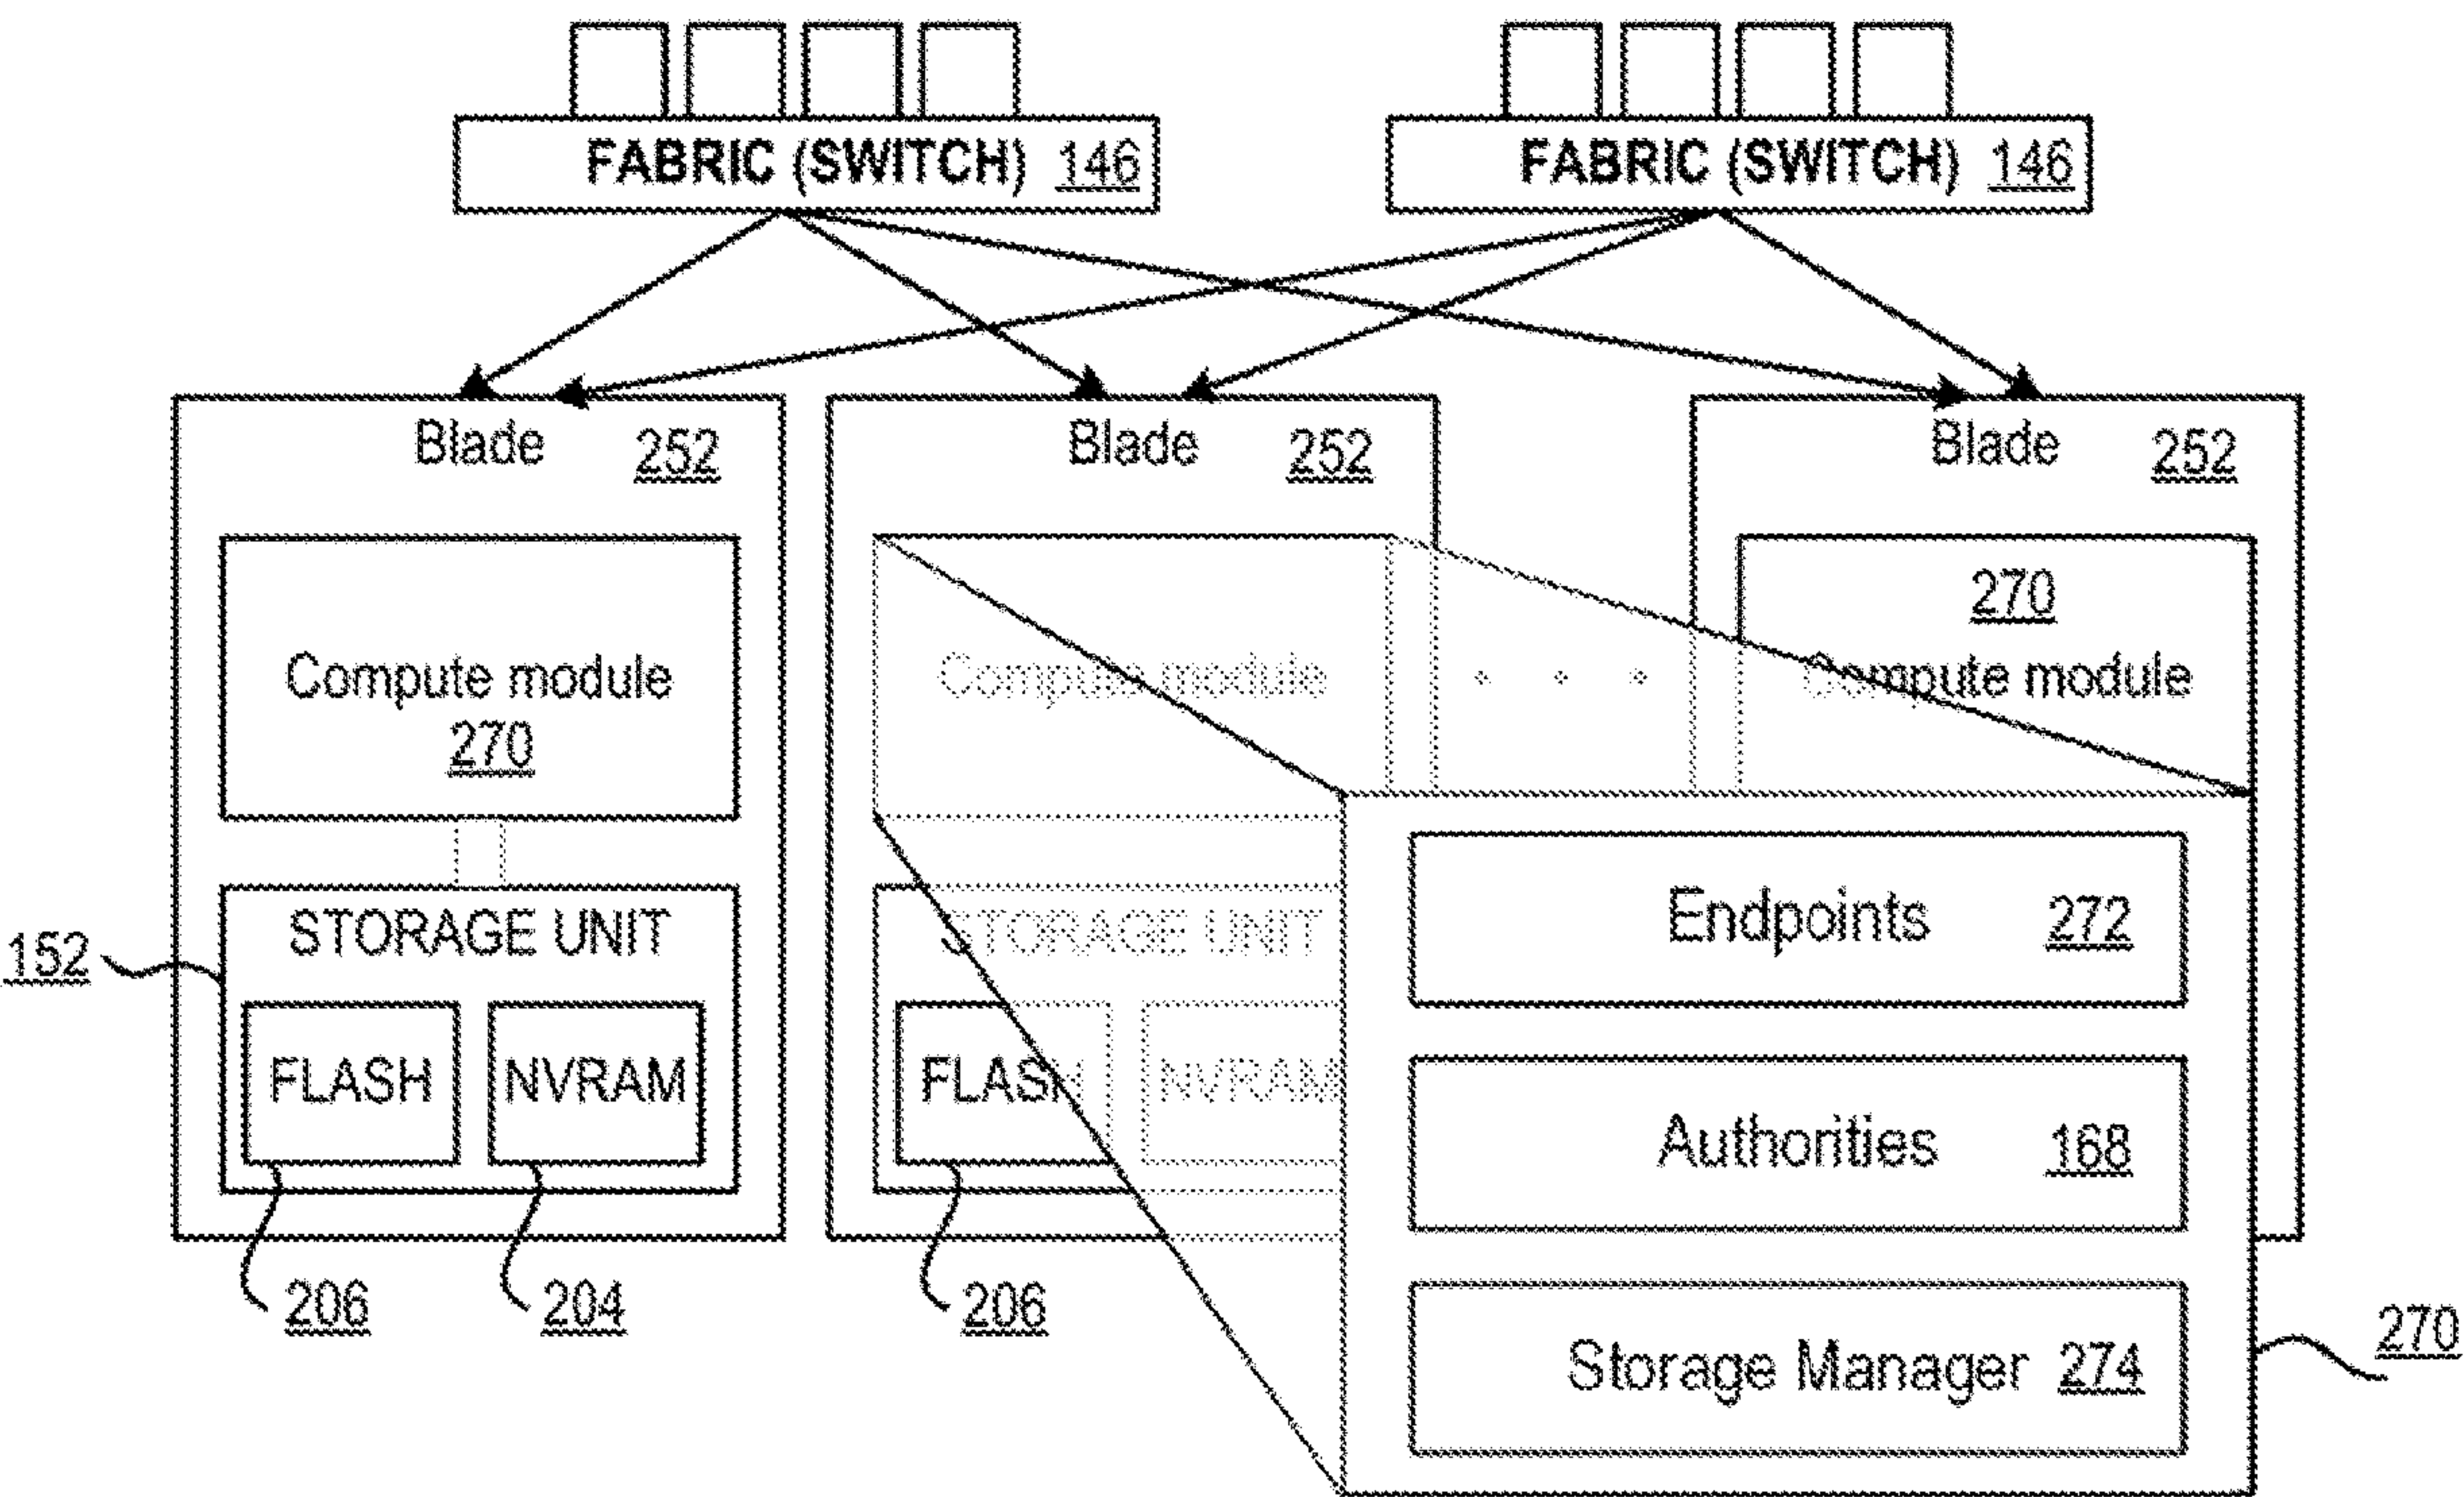 FABRIC (SWITCH) 146
FABRIC (SWITCH) 146
Blade 252
Blade 252
Blade 252
Compute module
270
Compute module
. . .
270
Compute module
STORAGE UNIT
152
FLASH
NVRAM
206
204
STORAGE UNIT
FLASH
NVRAM
206
Endpoints 272
Authorities 168
Storage Manager 274
270